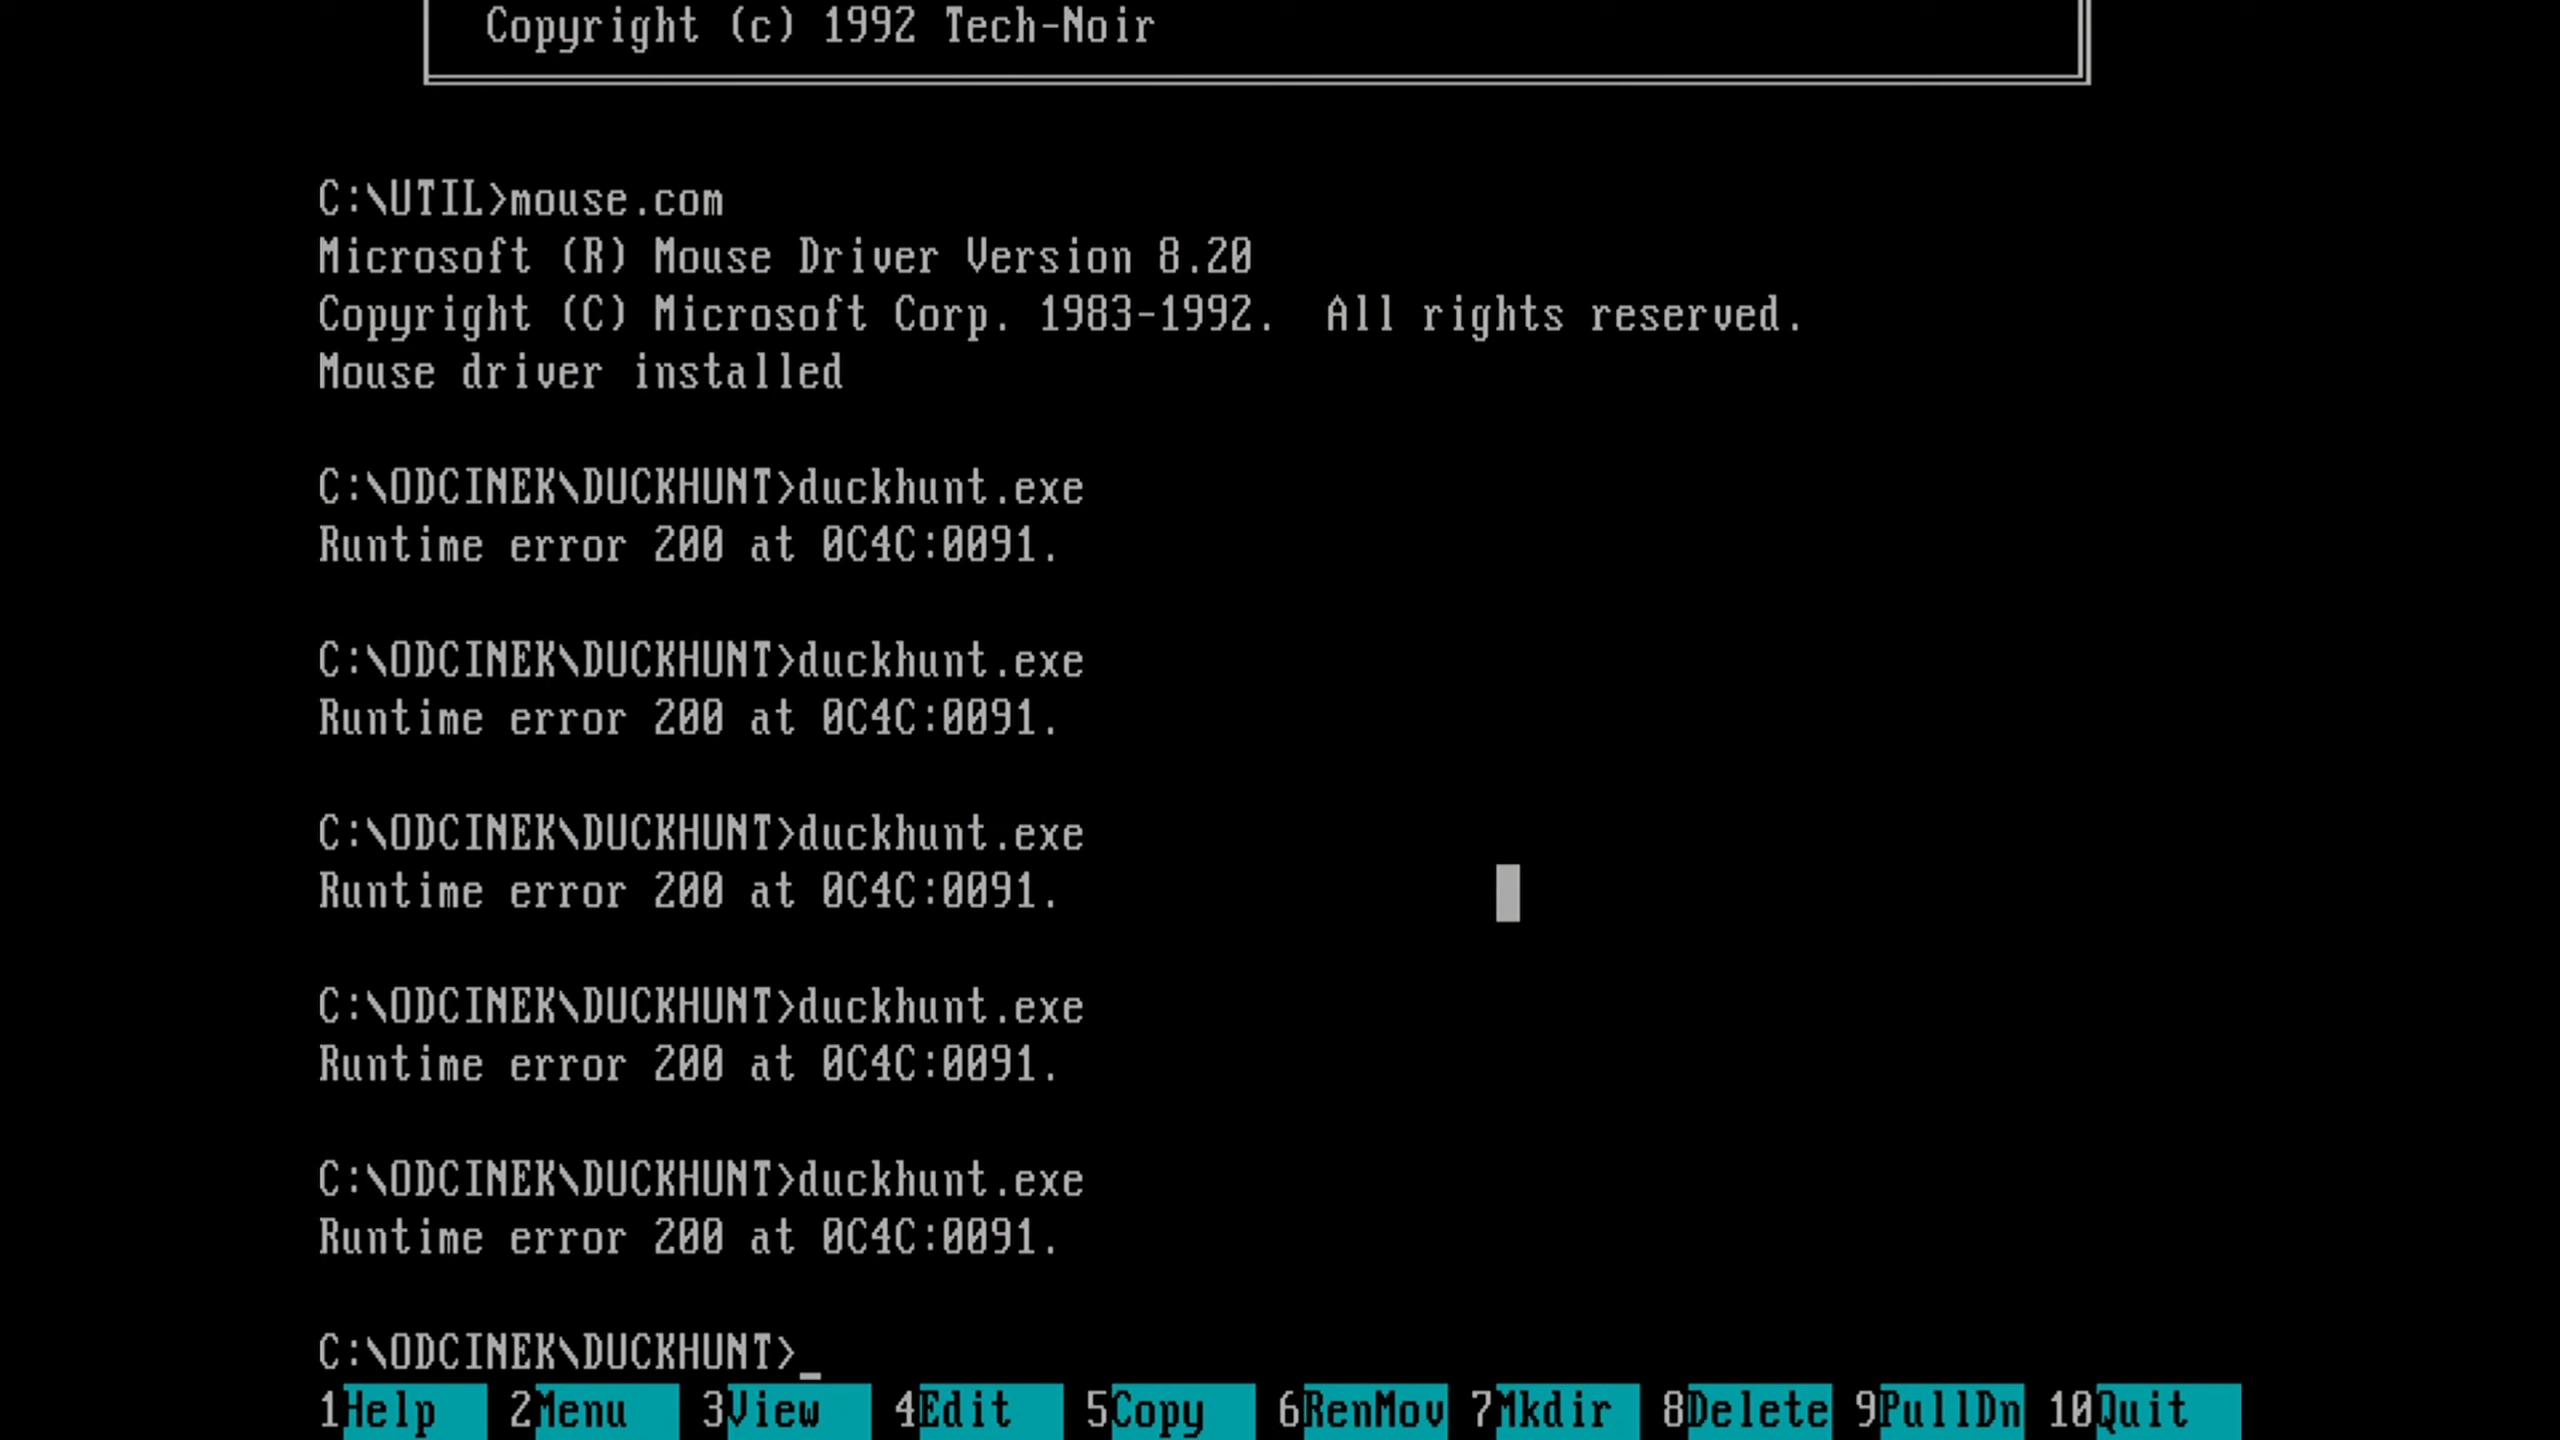 Copyright (c) 1992 Tech-Noir
C:\UTIL>mouse.com
Microsoft (R) Mouse Driver Version 8.20
Copyright (C) Microsoft Corp. 1983-1992.  All rights reserved.
Mouse driver installed
C:\ODCINEK\DUCKHUNT>duckhunt.exe
Runtime error 200 at 0C4C:0091.
C:\ODCINEK\DUCKHUNT>duckhunt.exe
Runtime error 200 at 0C4C:0091.
C:\ODCINEK\DUCKHUNT>duckhunt.exe
Runtime error 200 at 0C4C:0091.
C:\ODCINEK\DUCKHUNT>duckhunt.exe
Runtime error 200 at 0C4C:0091.
C:\ODCINEK\DUCKHUNT>duckhunt.exe
Runtime error 200 at 0C4C:0091.
C:\ODCINEK\DUCKHUNT>_
1Help 2Menu 3View 4Edit 5Copy 6RenMov 7Mkdir 8Delete 9PullDn 10Quit